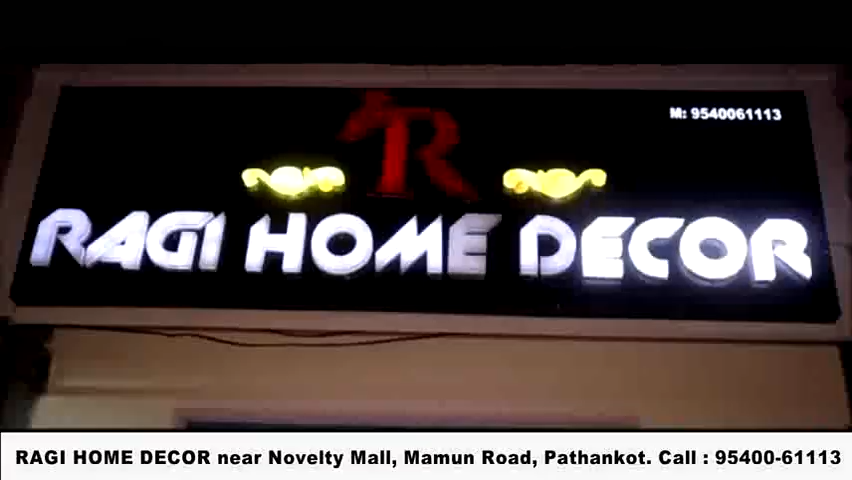 M: 9540061113
R
RAGI HOME DECOR
RAGI HOME DECOR near Novelty Mall, Mamun Road, Pathankot. Call : 95400-61113